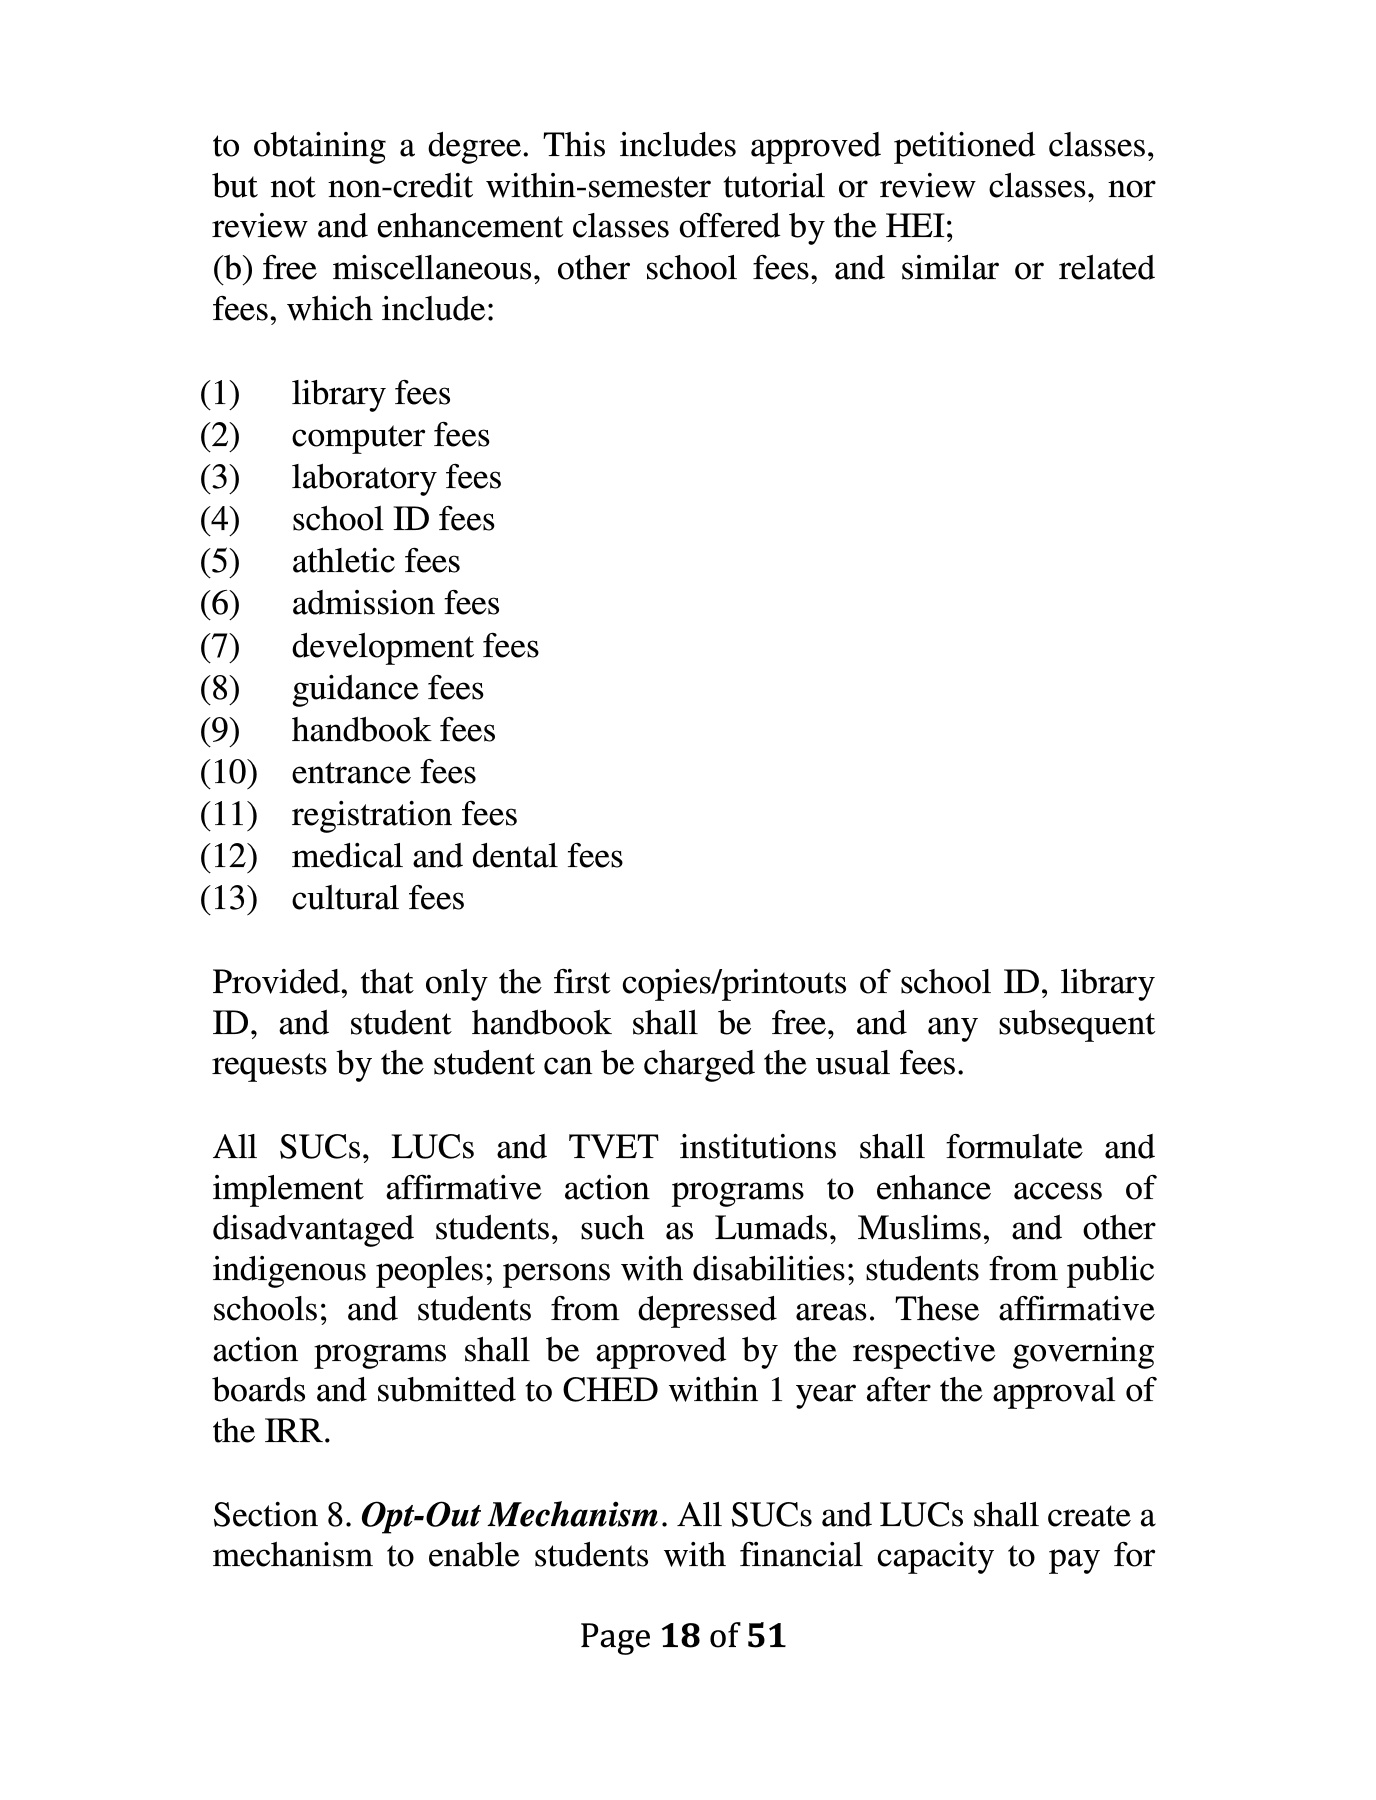 to obtaining a degree. This includes approved petitioned classes,
but not non-credit within-semester tutorial or review classes, nor
review and enhancement classes offered by the HEI;
(b) free miscellaneous, other school fees, and similar or related
fees, which include:
(1) library fees
(2) computer fees
(3) laboratory fees
(4) school ID fees
(5) athletic fees
(6) admission fees
(7) development fees
(8) guidance fees
(9) handbook fees
(10) entrance fees
(11) registration fees
(12) medical and dental fees
(13) cultural fees
Provided, that only the first copies/printouts of school ID, library
ID, and student handbook shall be free, and any subsequent
requests by the student can be charged the usual fees.
All SUCs, LUCs and TVET institutions shall formulate and
implement affirmative action programs to enhance access of
disadvantaged students, such as Lumads, Muslims, and other
indigenous peoples; persons with disabilities; students from public
schools; and students from depressed areas. These affirmative
action programs shall be approved by the respective governing
boards and submitted to CHED within 1 year after the approval of
the IRR.
Section 8. Opt-Out Mechanism. All SUCs and LUCs shall create a
mechanism to enable students with financial capacity to pay for
Page 18 of 51